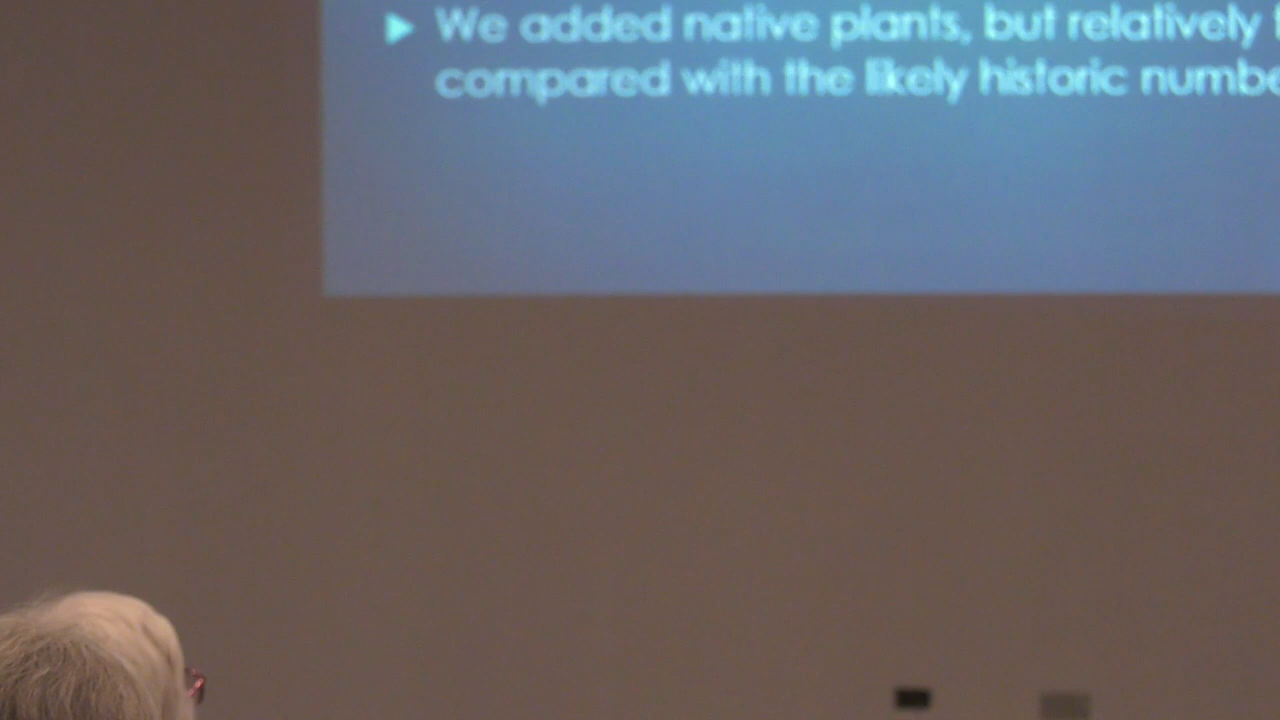 We added native plants, but relatively
compared with the likely historic